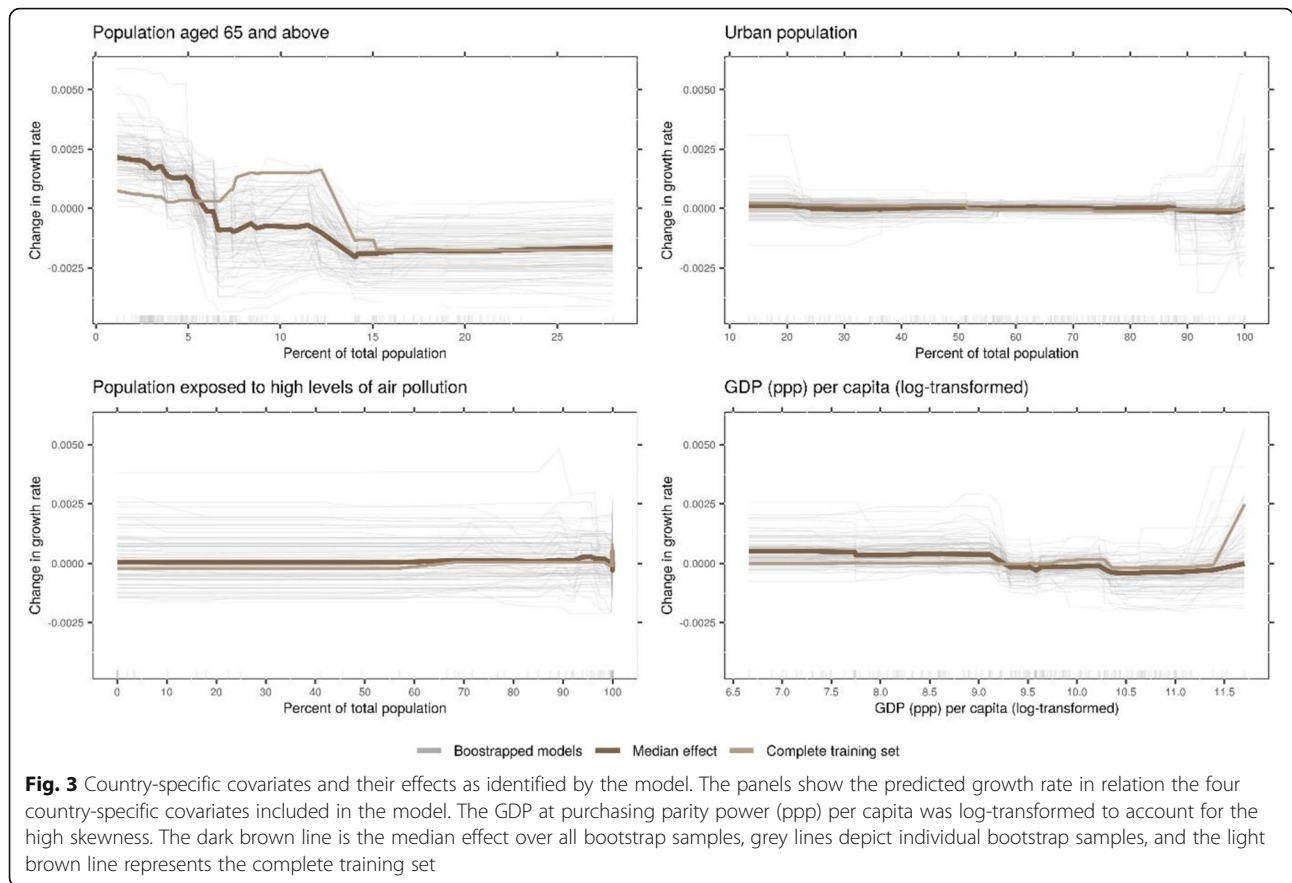 Population aged 65 and above
0.0050
0.0025
0.0000
-0.0025
Change in growth rate
0 5 10 15 20 25
Percent of total population
Urban population
0.0050
0.0025
0.0000
-0.0025
Change in growth rate
10 20 30 40 50 60 70 80 90 100
Percent of total population
Population exposed to high levels of air pollution
0.0050
0.0025
0.0000
-0.0025
Change in growth rate
0 10 20 30 40 50 60 70 80 90 100
Percent of total population
GDP (ppp) per capita (log-transformed)
0.0050
0.0025
0.0000
-0.0025
Change in growth rate
6.5 7.0 7.5 8.0 8.5 9.0 9.5 10.0 10.5 11.0 11.5
GDP (ppp) per capita (log-transformed)
Boostrapped models Median effect Complete training set
Fig. 3 Country-specific covariates and their effects as identified by the model. The panels show the predicted growth rate in relation the four
country-specific covariates included in the model. The GDP at purchasing parity power (ppp) per capita was log-transformed to account for the
high skewness. The dark brown line is the median effect over all bootstrap samples, grey lines depict individual bootstrap samples, and the light
brown line represents the complete training set